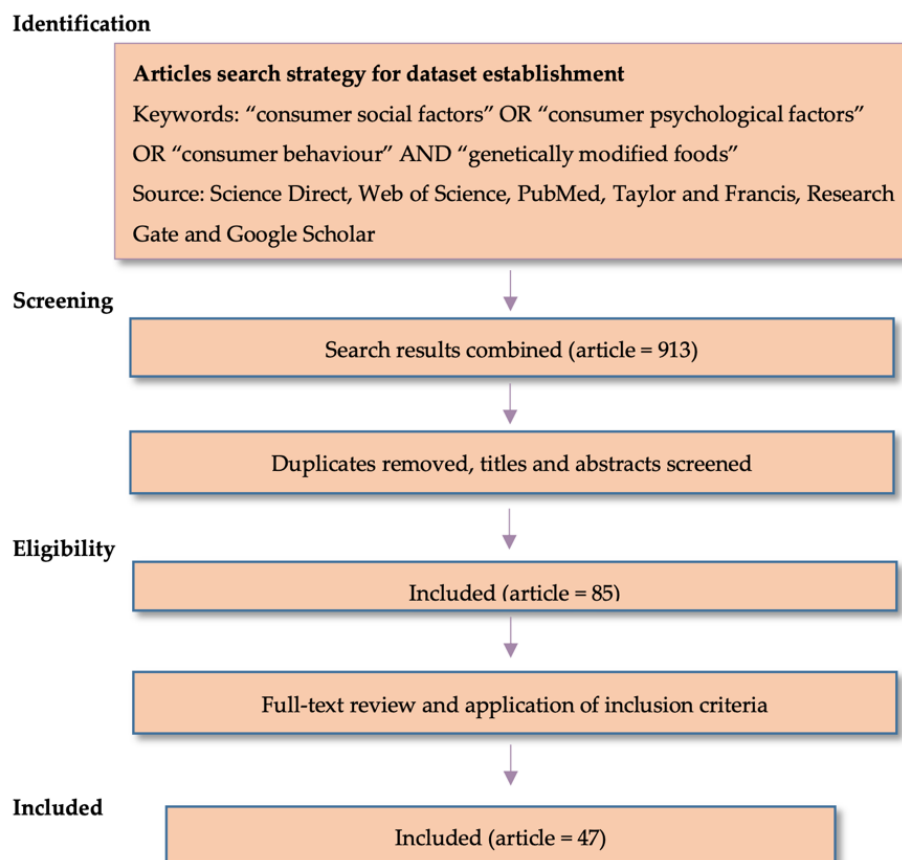 Identification
Articles search strategy for dataset establishment
Keywords: “consumer social factors” OR “consumer psychological factors”
OR “consumer behaviour” AND “genetically modified foods”
Source: Science Direct, Web of Science, PubMed, Taylor and Francis, Research
Gate and Google Scholar
Screening
Search results combined (article = 913)
Duplicates removed, titles and abstracts screened
Eligibility
Included (article = 85)
Full-text review and application of inclusion criteria
Included
Included (article = 47)